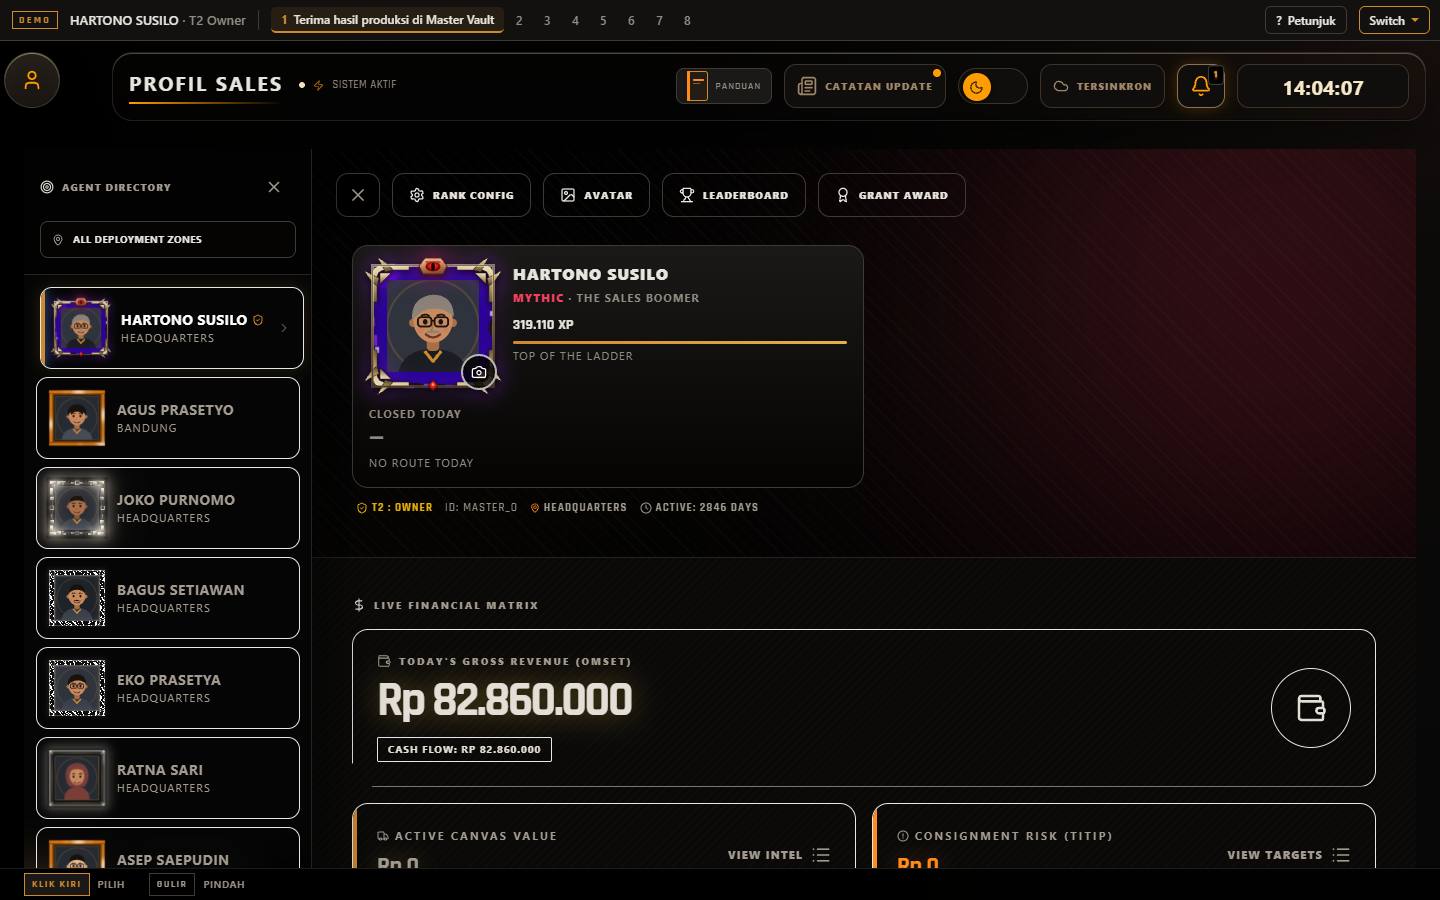 DEMO HARTONO SUSILO · T2 Owner 1 Terima hasil produksi di Master Vault 2 3 4 5 6 7 8 ? Petunjuk Switch
PROFIL SALES SISTEM AKTIF PANDUAN CATATAN UPDATE TERSINKRON 1 14:04:07
AGENT DIRECTORY
ALL DEPLOYMENT ZONES
HARTONO SUSILO
HEADQUARTERS
AGUS PRASETYO
BANDUNG
JOKO PURNOMO
HEADQUARTERS
BAGUS SETIAWAN
HEADQUARTERS
EKO PRASETYA
HEADQUARTERS
RATNA SARI
HEADQUARTERS
ASEP SAEPUDIN
RANK CONFIG AVATAR LEADERBOARD GRANT AWARD
HARTONO SUSILO
MYTHIC · THE SALES BOOMER
319.110 XP
TOP OF THE LADDER
CLOSED TODAY
—
NO ROUTE TODAY
T2 : OWNER ID: MASTER_O HEADQUARTERS ACTIVE: 2846 DAYS
LIVE FINANCIAL MATRIX
TODAY'S GROSS REVENUE (OMSET)
Rp 82.860.000
CASH FLOW: RP 82.860.000
ACTIVE CANVAS VALUE
Rp 0
VIEW INTEL
CONSIGNMENT RISK (TITIP)
Rp 0
VIEW TARGETS
KLIK KIRI PILIH GULIR PINDAH